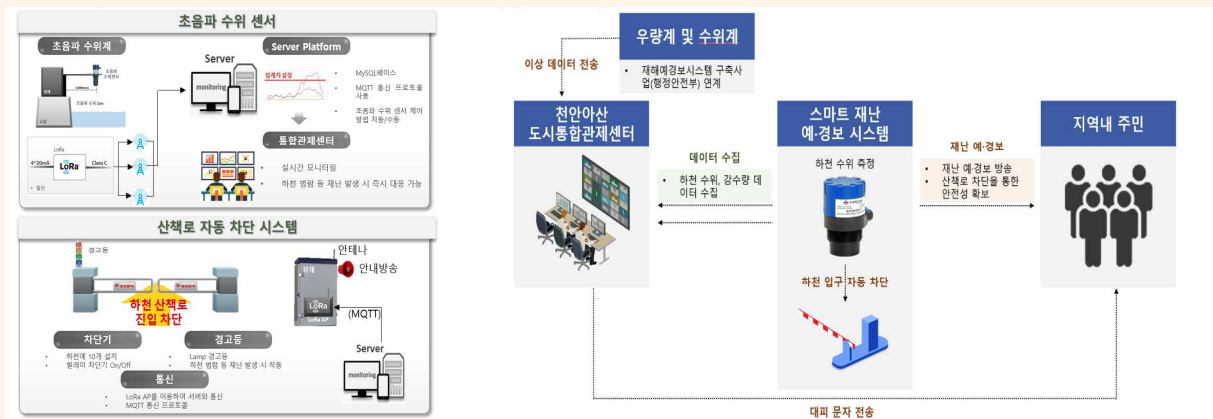 초음파 수위 센서
초음파 수위계
Server Platform
초음파
수위센서
Server
monitoring
임계치 설정
• MySQL베이스
• MQTT 통신 프로토콜
사용
• 초음파 수위 센서 제어
방법 자동/수동
LoRa
4*20mA
LoRa
Class C
통합관제센터
• 실시간 모니터링
• 하천 범람 등 재난 발생 시 즉시 대응 가능
산책로 자동 차단 시스템
경고등
하천 산책로
진입 차단
안테나
안내방송
함체
LoRa
LoRa AP
(MQTT)
Server
monitoring
차단기
• 하천에 10개 설치
• 릴레이 차단기 On/Off
경고등
• Lamp 경고등
• 하천 범람 등 재난 발생 시 작동
통신
• LoRa AP를 이용하여 서버와 통신
• MQTT 통신 프로토콜
우량계 및 수위계
• 재해예경보시스템 구축사
업(행정안전부) 연계
이상 데이터 전송
천안아산
도시통합관제센터
데이터 수집
• 하천 수위, 강수량 데
이터 수집
스마트 재난
예·경보 시스템
하천 수위 측정
하천 입구 자동 차단
재난 예·경보
• 재난 예·경보 방송
• 산책로 차단을 통한
안전성 확보
지역내 주민
대피 문자 전송